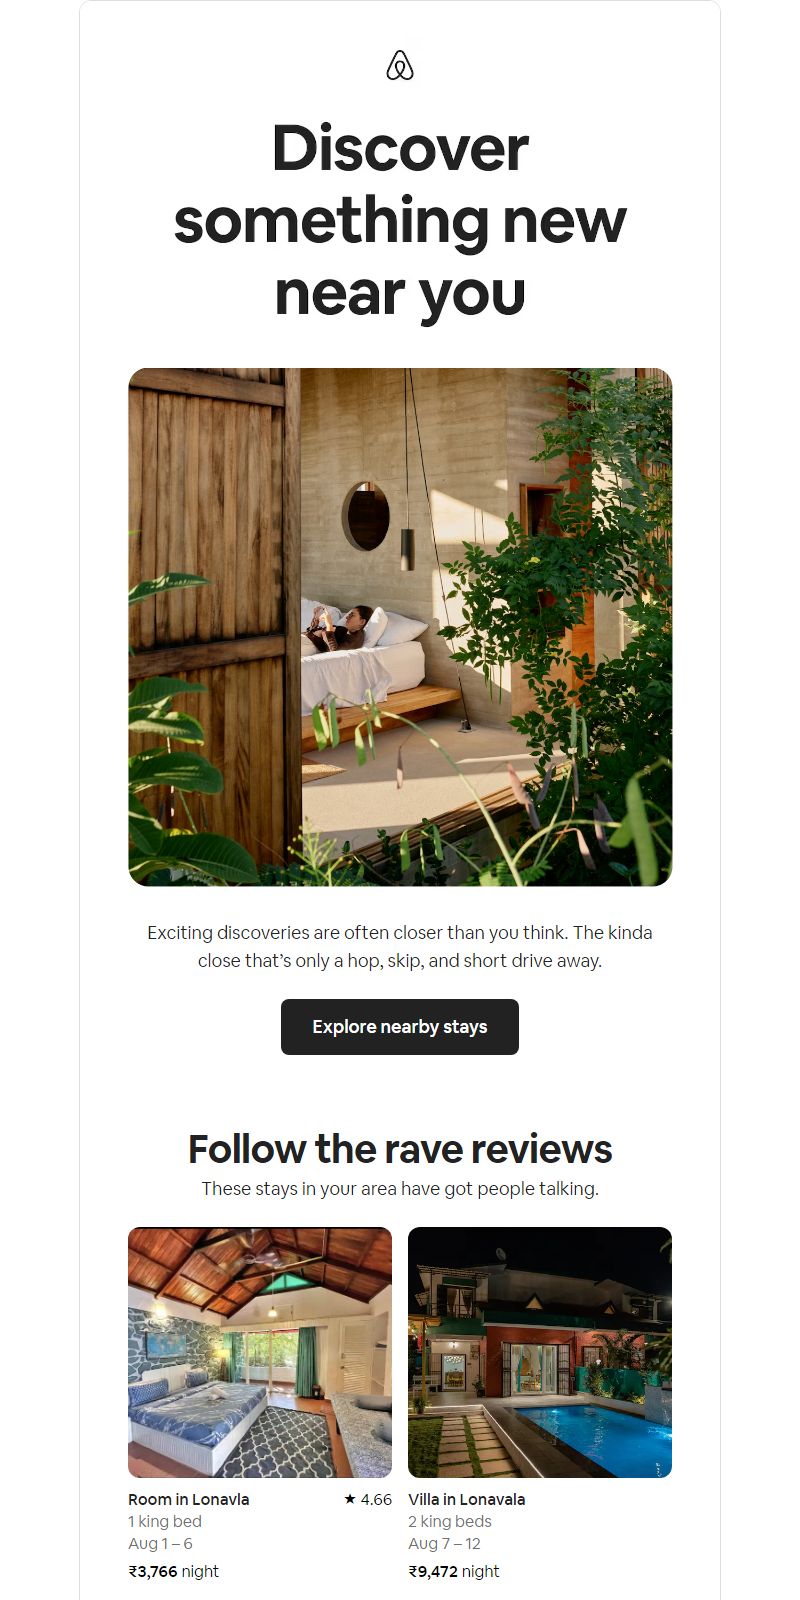 Discover
something new
near you
Exciting discoveries are often closer than you think. The kinda
close that’s only a hop, skip, and short drive away.
Explore nearby stays
Follow the rave reviews
These stays in your area have got people talking.
Room in Lonavla ★ 4.66
1 king bed
Aug 1 – 6
₹3,766 night
Villa in Lonavala
2 king beds
Aug 7 – 12
₹9,472 night